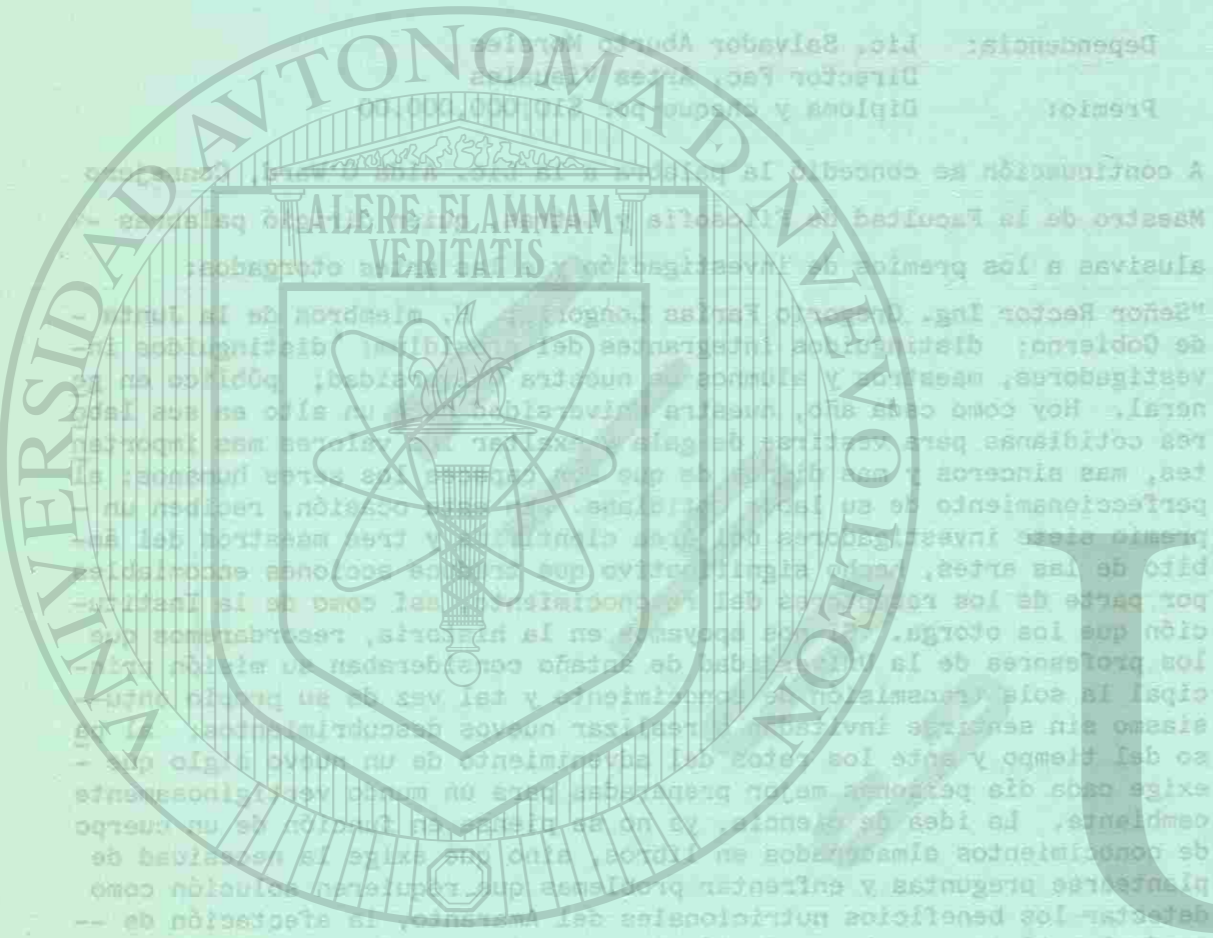 Dependencia: Lic. Salvador Aburto Morales
Director Fac. Artes Visuales
Premio: Diploma y cheque por $10,000,000.00
A continuación se concedió la palabra a la Lic. Aida O'Ward, Consejero
Maestro de la Facultad de Filosofía y Letras, quién dirigió palabras -
alusivas a los premios de investigación y a las artes otorgados:
"Señor Rector Ing. Gregorio Farías Longoria; H. miembros de la Junta -
de Gobierno; distinguidos integrantes del presidium; distinguidos in-
vestigadores, maestros y alumnos de nuestra Universidad; público en ge
neral. Hoy como cada año, nuestra Universidad hace un alto en sus labo
res cotidianas para vestirse de gala y exaltar los valores mas importan
tes, mas sinceros y mas dignos de que son capaces los seres humanos: el
perfeccionamiento de su labor cotidiana. En esta ocasión, reciben un -
premio siete investigadores del área científica y tres maestros del ám-
bito de las artes, hecho significativo que enlace acciones encomiables
por parte de los receptores del reconocimiento así como de la Institu-
ción que los otorga. Si nos apoyamos en la historia, recordaremos que
los profesores de la Universidad de antaño consideraban su misión prin-
cipal la sola transmisión de conocimiento y tal vez de su propio entu-
siasmo sin sentirse invitados a realizar nuevos descubrimientos. Al pa
so del tiempo y ante los retos del advenimiento de un nuevo siglo que -
exige cada día personas mejor preparadas para un mundo vertiginosamente
cambiante. La idea de ciencia, ya no se piensa en función de un cuerpo
de conocimientos almacenados en libros, sino que exige la necesidad de
plantearse preguntas y enfrentar problemas que requieren solución como
detectar los beneficios nutricionales del Amaranto, la afectación de --
UNIVERSIDAD AUTONOMA DE NUEVO LEON
ALERE FLAMMAM
VERITATIS
U